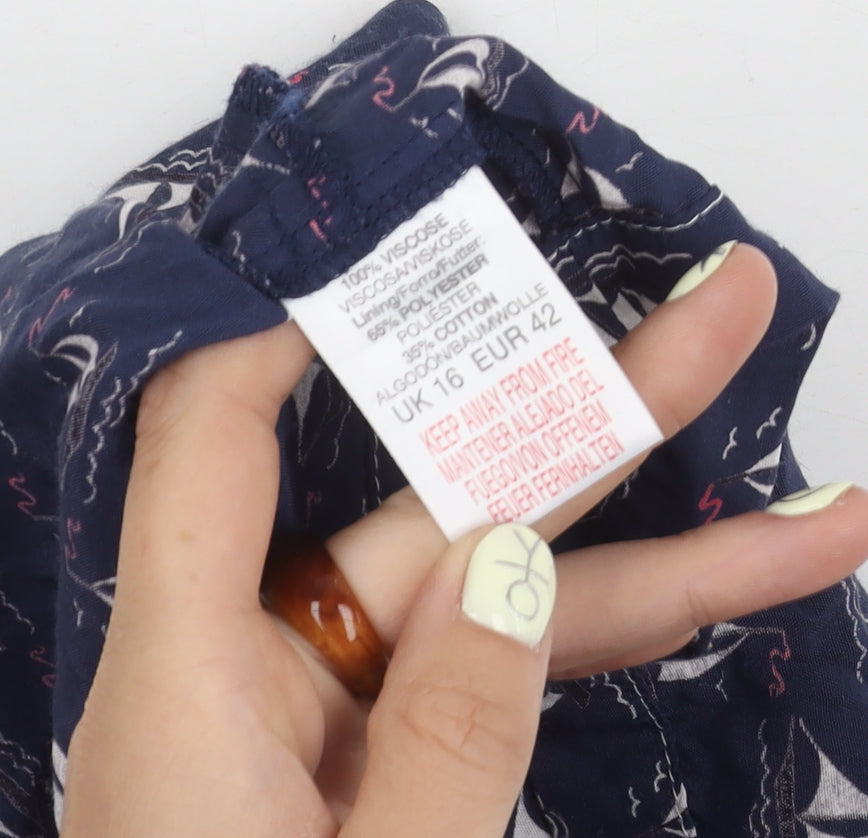 100% VISCOSE
VISCOSA/VISKOSE
Lining/Forro/Futter:
65% POLYESTER
POLIÉSTER
35% COTTON
ALGODÓN/BAUMWOLLE
UK 16 EUR 42
KEEP AWAY FROM FIRE
MANTENER ALEJADO DEL
FUEGO/VON OFFENEM
FEUER FERNHALTEN